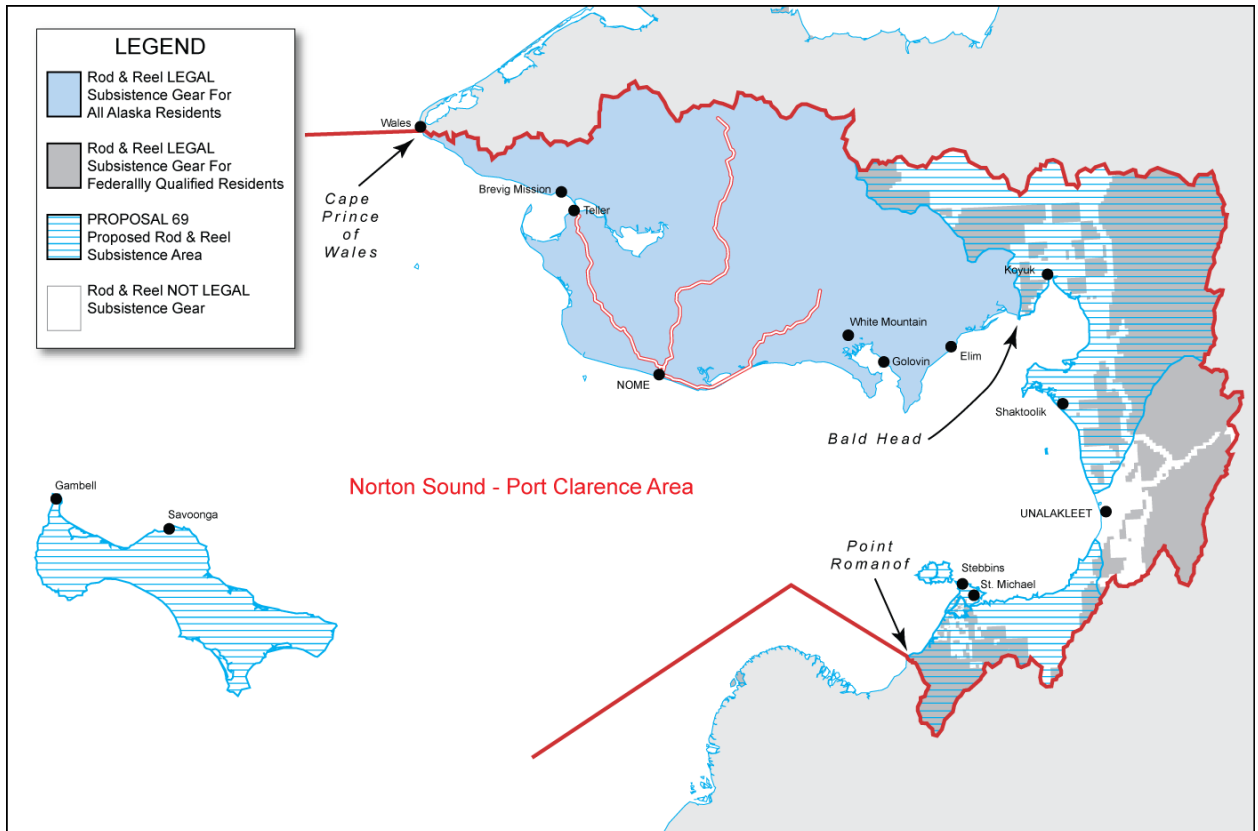 LEGEND
Rod & Reel LEGAL
Subsistence Gear For
All Alaska Residents
Rod & Reel LEGAL
Subsistence Gear For
Federallly Qualified Residents
PROPOSAL 69
Proposed Rod & Reel
Subsistence Area
Rod & Reel NOT LEGAL
Subsistence Gear
Wales
Cape
Prince
of
Wales
Brevig Mission
Teller
NOME
White Mountain
Golovin
Elim
Koyuk
Bald Head
Shaktoolik
UNALAKLEET
Norton Sound - Port Clarence Area
Gambell
Savoonga
Point
Romanof
Stebbins
St. Michael